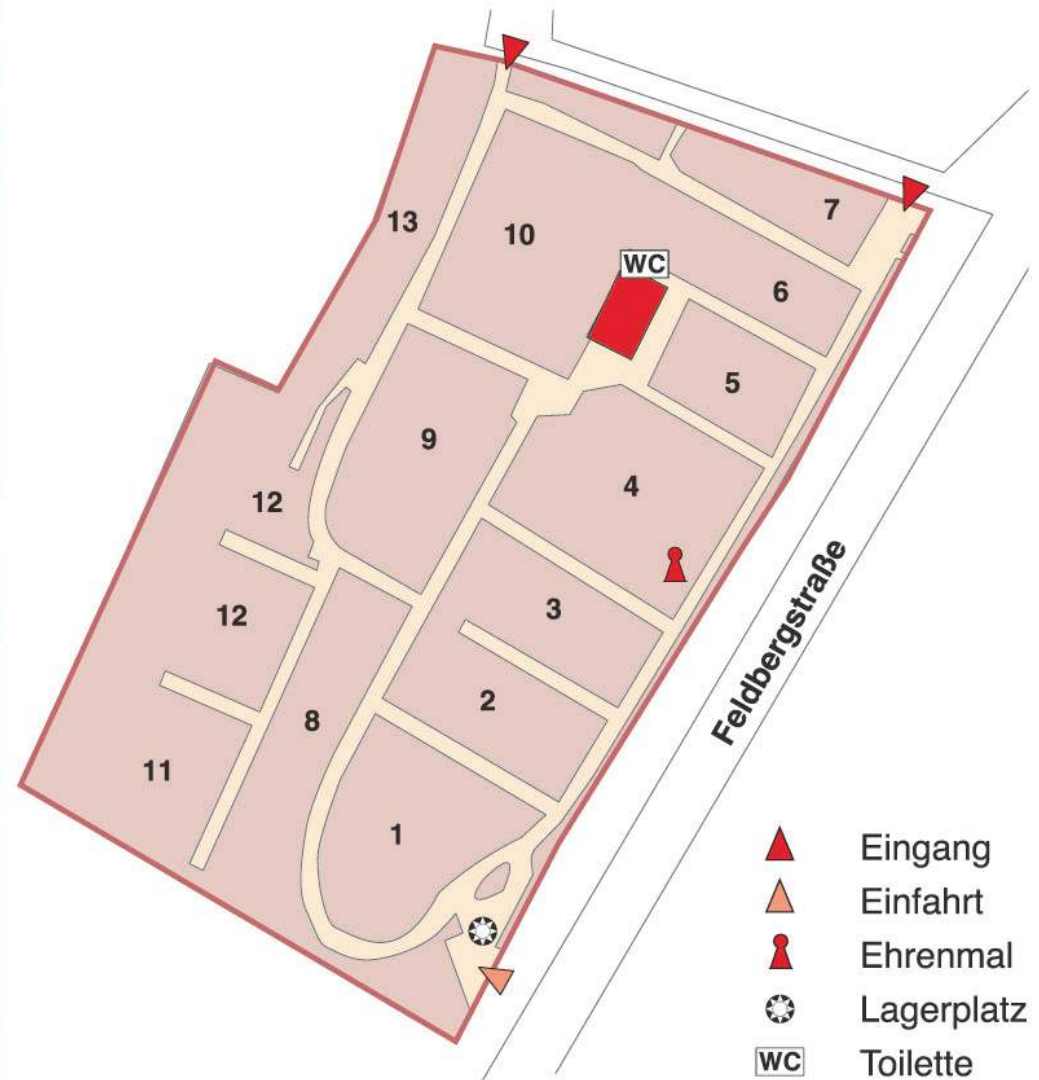 7
13
10
WC
6
5
9
4
12
3
12
2
8
11
1
Feldbergstraße
Eingang
Einfahrt
Ehrenmal
Lagerplatz
WC Toilette